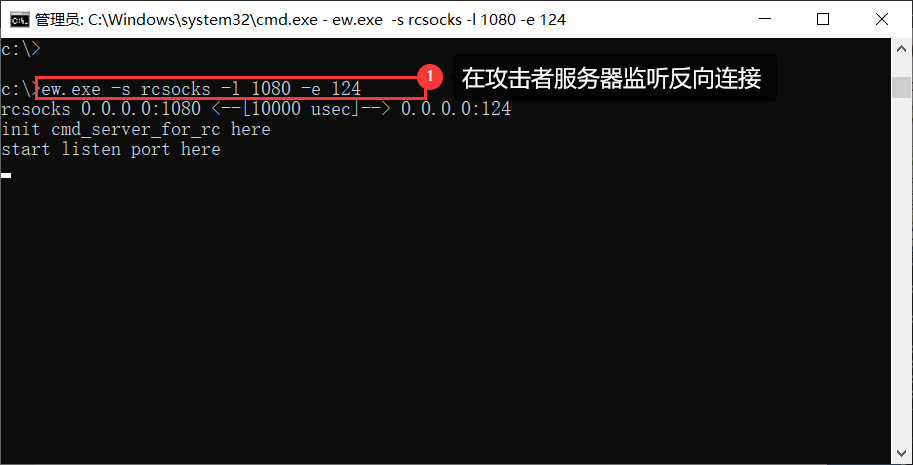 管理员: C:\Windows\system32\cmd.exe - ew.exe  -s rcsocks -l 1080 -e 124
c:\>
c:\>ew.exe -s rcsocks -l 1080 -e 124
1
在攻击者服务器监听反向连接
rcsocks 0.0.0.0:1080 <--[10000 usec]--> 0.0.0.0:124
init cmd_server_for_rc here
start listen port here